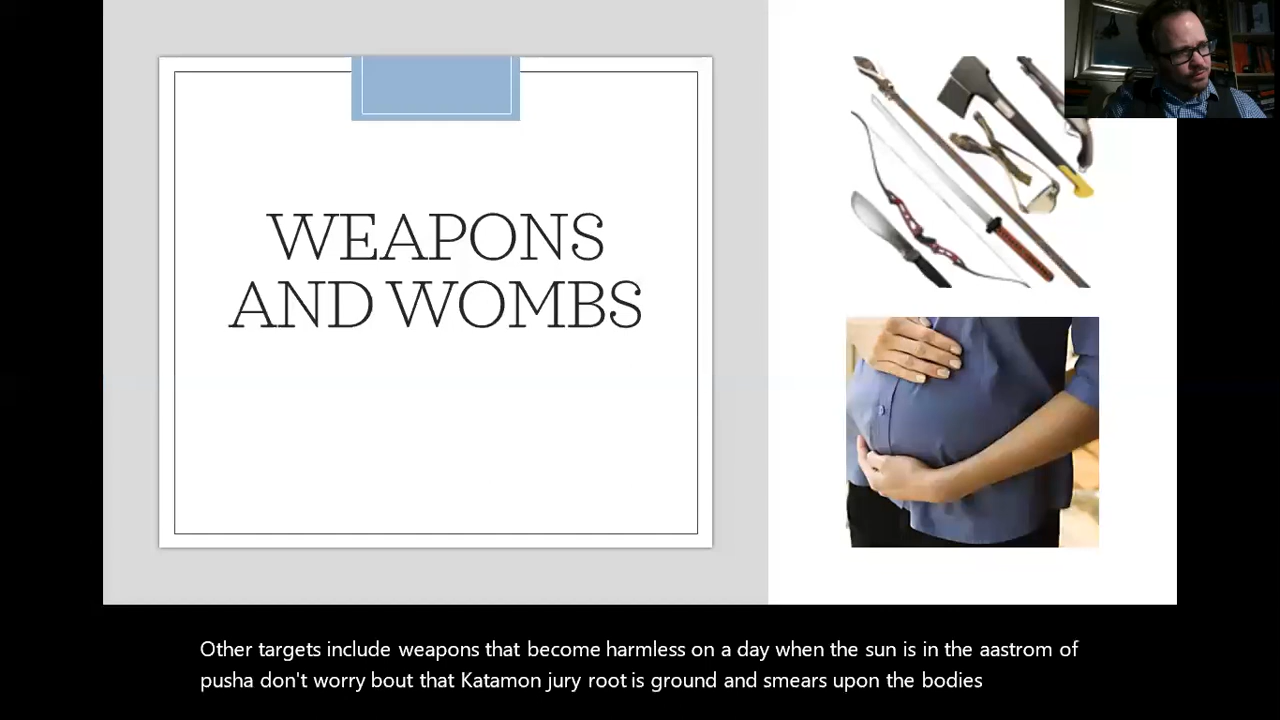 WEAPONS
AND WOMBS
Other targets include weapons that become harmless on a day when the sun is in the aastrom of
pusha don't worry bout that Katamon jury root is ground and smears upon the bodies